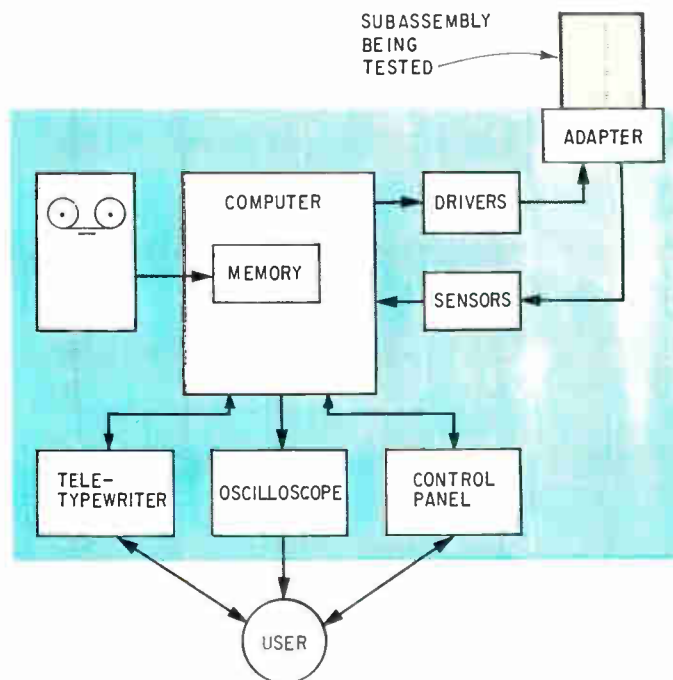 SUBASSEMBLY
BEING
TESTED
ADAPTER
COMPUTER
DRIVERS
MEMORY
SENSORS
TELE-
TYPEWRITER
OSCILLOSCOPE
CONTROL
PANEL
USER